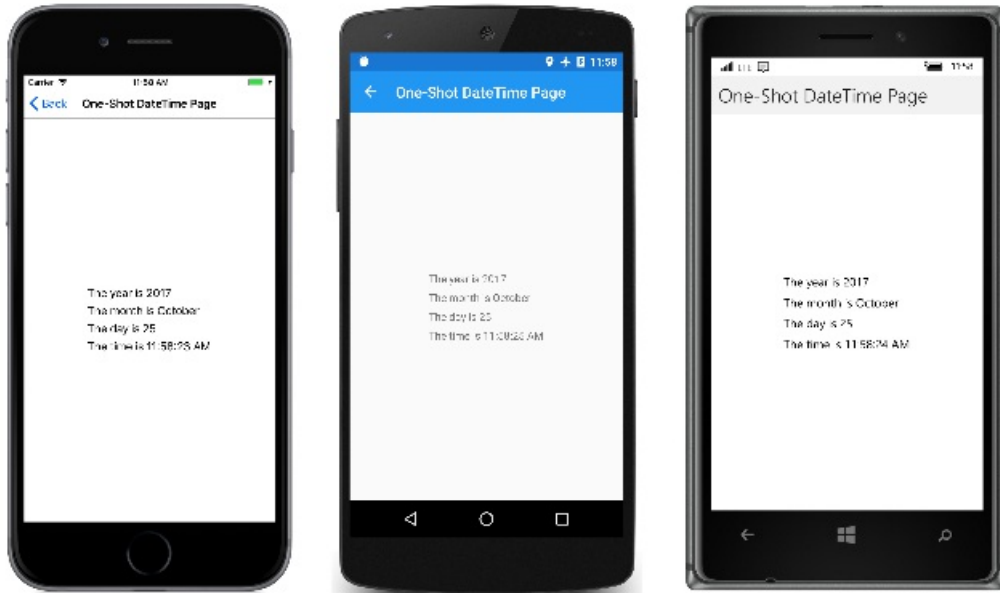 Carrier 11:58 AM
Back One-Shot DateTime Page
The year is 2017
The month is October
The day is 25
The time is 11:58:23 AM
11:58
One-Shot DateTime Page
The year is 2017
The month is October
The day is 25
The time is 11:58:23 AM
LTE 11:58
One-Shot DateTime Page
The year is 2017
The month is October
The day is 25
The time is 11:58:24 AM